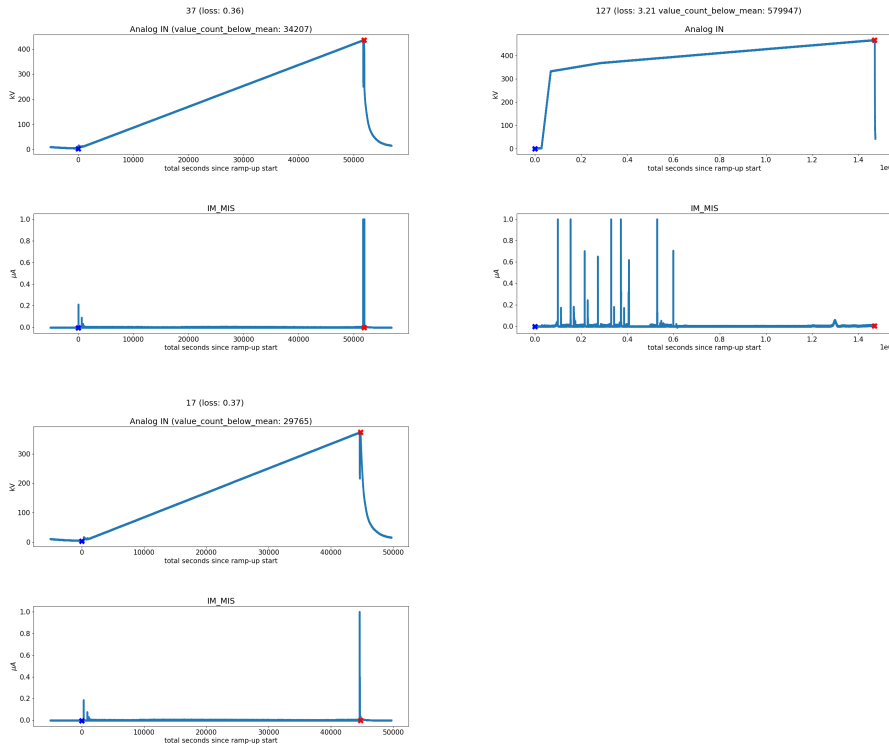 37 (loss: 0.36)
Analog IN (value_count_below_mean: 34207)
400
300
200
100
0
kV
0 10000 20000 30000 40000 50000
total seconds since ramp-up start
IM_MIS
1.0
0.8
0.6
0.4
0.2
0.0
μA
0 10000 20000 30000 40000 50000
total seconds since ramp-up start
127 (loss: 3.21 value_count_below_mean: 579947)
Analog IN
400
300
200
100
0
kV
0.0 0.2 0.4 0.6 0.8 1.0 1.2 1.4
total seconds since ramp-up start
IM_MIS
1.0
0.8
0.6
0.4
0.2
0.0
μA
0.0 0.2 0.4 0.6 0.8 1.0 1.2 1.4
total seconds since ramp-up start
17 (loss: 0.37)
Analog IN (value_count_below_mean: 29765)
300
200
100
0
kV
0 10000 20000 30000 40000 50000
total seconds since ramp-up start
IM_MIS
1.0
0.8
0.6
0.4
0.2
0.0
μA
0 10000 20000 30000 40000 50000
total seconds since ramp-up start